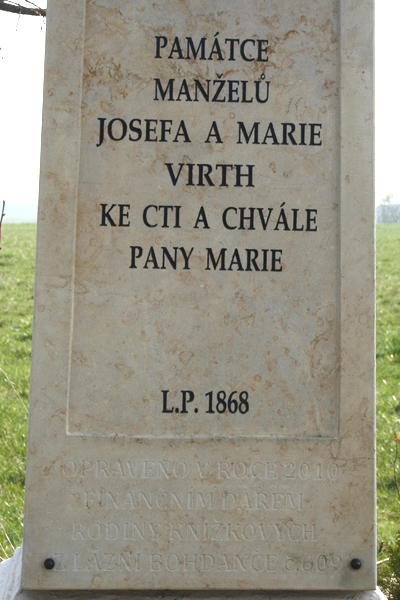 PAMÁTCE
MANŽELŮ
JOSEFA A MARIE
VIRTH
KE CTI A CHVÁLE
PANY MARIE
L.P. 1868
OPRAVENO V ROCE 2010
FINANČNÍM DAREM
RODINY KNÍŽKOVÝCH
Z LÁZNÍ BOHDANČE č.609